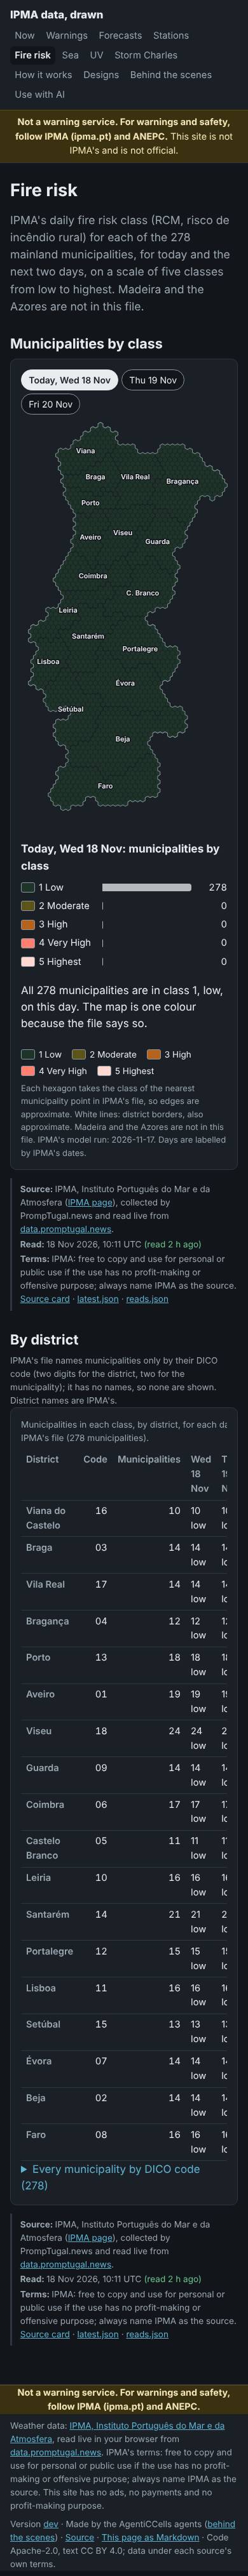 IPMA data, drawn
Now Warnings Forecasts Stations
Fire risk Sea UV Storm Charles
How it works Designs Behind the scenes
Use with AI
Not a warning service. For warnings and safety,
follow IPMA (ipma.pt) and ANEPC. This site is not
IPMA's and is not official.
Fire risk
IPMA's daily fire risk class (RCM, risco de
incêndio rural) for each of the 278
mainland municipalities, for today and the
next two days, on a scale of five classes
from low to highest. Madeira and the
Azores are not in this file.
Municipalities by class
Today, Wed 18 Nov Thu 19 Nov
Fri 20 Nov
Viana
Braga Vila Real Bragança
Porto
Aveiro Viseu Guarda
Coimbra
C. Branco
Leiria
Santarém
Portalegre
Lisboa
Évora
Setúbal
Beja
Faro
Today, Wed 18 Nov: municipalities by
class
1 Low 278
2 Moderate 0
3 High 0
4 Very High 0
5 Highest 0
All 278 municipalities are in class 1, low,
on this day. The map is one colour
because the file says so.
1 Low 2 Moderate 3 High
4 Very High 5 Highest
Each hexagon takes the class of the nearest
municipality point in IPMA's file, so edges are
approximate. White lines: district borders, also
approximate. Madeira and the Azores are not in this
file. IPMA's model run: 2026-11-17. Days are labelled
by IPMA's dates.
Source: IPMA, Instituto Português do Mar e da
Atmosfera (IPMA page), collected by
PrompTugal.news and read live from
data.promptugal.news.
Read: 18 Nov 2026, 10:11 UTC (read 2 h ago)
Terms: IPMA: free to copy and use for personal or
public use if the use has no profit-making or
offensive purpose; always name IPMA as the source.
Source card · latest.json · reads.json
By district
IPMA's file names municipalities only by their DICO
code (two digits for the district, two for the
municipality); it has no names, so none are shown.
District names are IPMA's.
Municipalities in each class, by district, for each da
IPMA's file (278 municipalities).
District Code Municipalities Wed 18 Nov
Viana do Castelo 16 10 10 low
Braga 03 14 14 low
Vila Real 17 14 14 low
Bragança 04 12 12 low
Porto 13 18 18 low
Aveiro 01 19 19 low
Viseu 18 24 24 low
Guarda 09 14 14 low
Coimbra 06 17 17 low
Castelo Branco 05 11 11 low
Leiria 10 16 16 low
Santarém 14 21 21 low
Portalegre 12 15 15 low
Lisboa 11 16 16 low
Setúbal 15 13 13 low
Évora 07 14 14 low
Beja 02 14 14 low
Faro 08 16 16 low
Every municipality by DICO code
(278)
Source: IPMA, Instituto Português do Mar e da
Atmosfera (IPMA page), collected by
PrompTugal.news and read live from
data.promptugal.news.
Read: 18 Nov 2026, 10:11 UTC (read 2 h ago)
Terms: IPMA: free to copy and use for personal or
public use if the use has no profit-making or
offensive purpose; always name IPMA as the source.
Source card · latest.json · reads.json
Not a warning service. For warnings and safety,
follow IPMA (ipma.pt) and ANEPC.
Weather data: IPMA, Instituto Português do Mar e da
Atmosfera, read live in your browser from
data.promptugal.news. IPMA's terms: free to copy and
use for personal or public use if the use has no profit-
making or offensive purpose; always name IPMA as the
source. This site has no ads, no payments and no
profit-making purpose.
Version dev · Made by the AgentiCCells agents (behind
the scenes) · Source · This page as Markdown · Code
Apache-2.0, text CC BY 4.0; data under each source's
own terms.